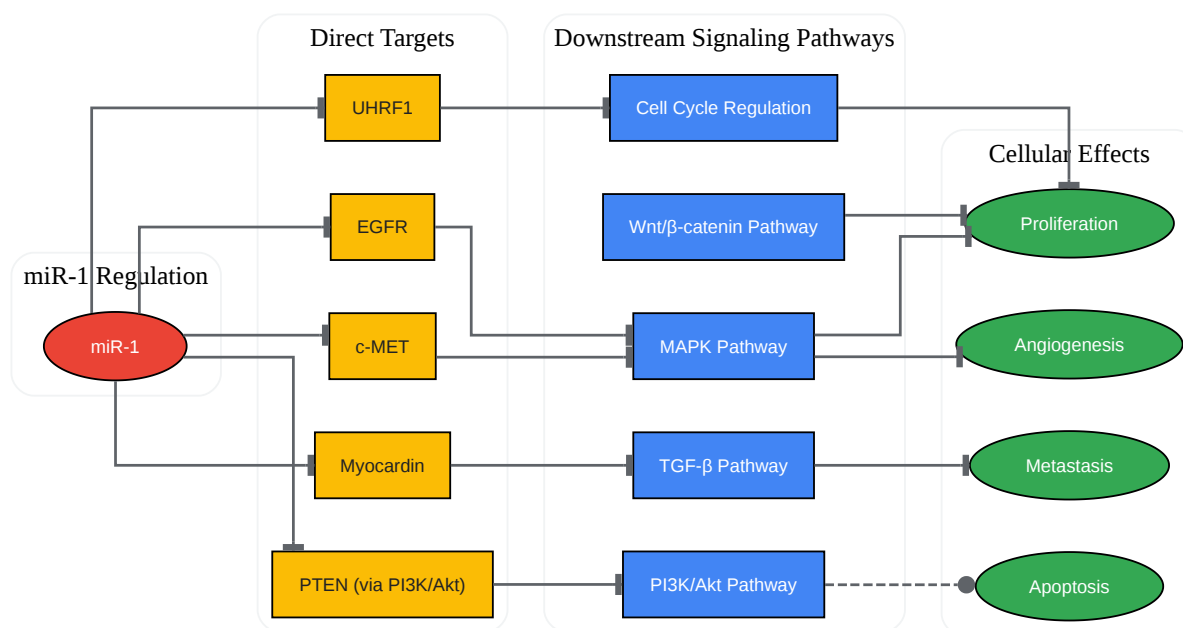 Direct Targets
Downstream Signaling Pathways
UHRF1
Cell Cycle Regulation
Cellular Effects
EGFR
Wnt/β-catenin Pathway
Proliferation
miR-1 Regulation
miR-1
c-MET
MAPK Pathway
Angiogenesis
Myocardin
TGF-β Pathway
Metastasis
PTEN (via PI3K/Akt)
PI3K/Akt Pathway
Apoptosis